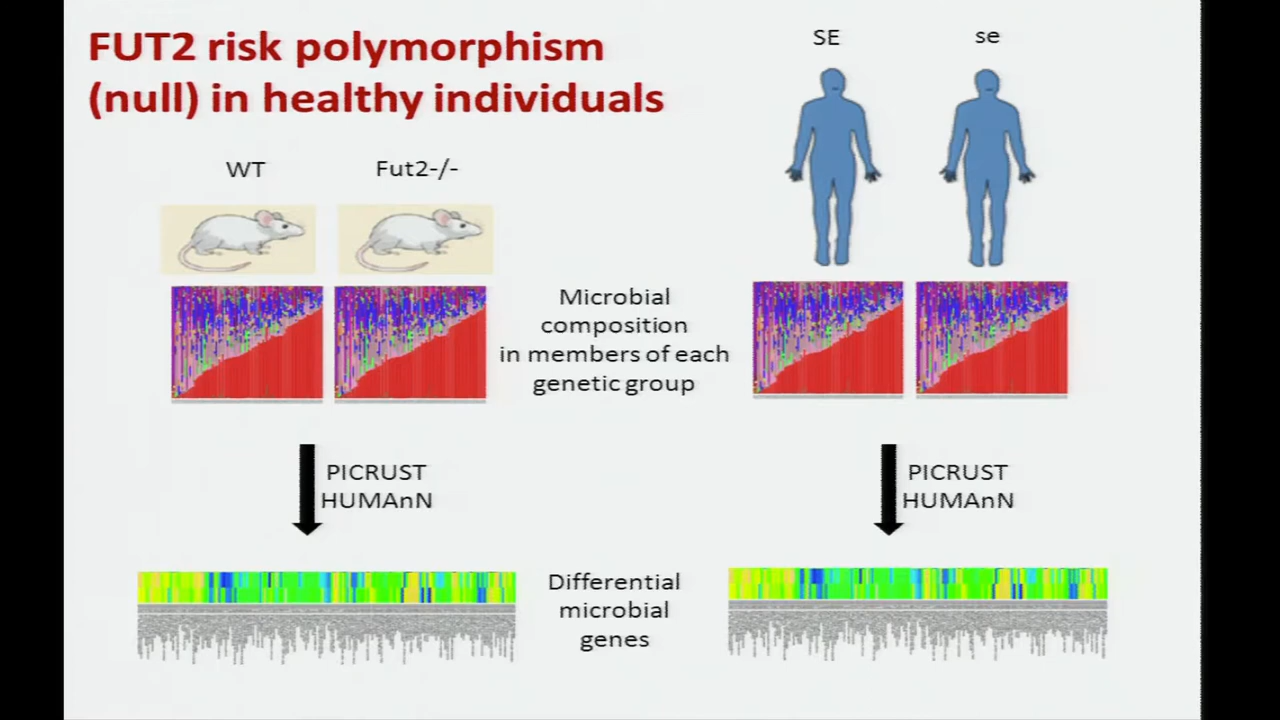 FUT2 risk polymorphism
(null) in healthy individuals
SE
se
WT
Fut2-/-
Microbial
composition
in members of each
genetic group
PICRUST
HUMAnN
PICRUST
HUMAnN
Differential
microbial
genes